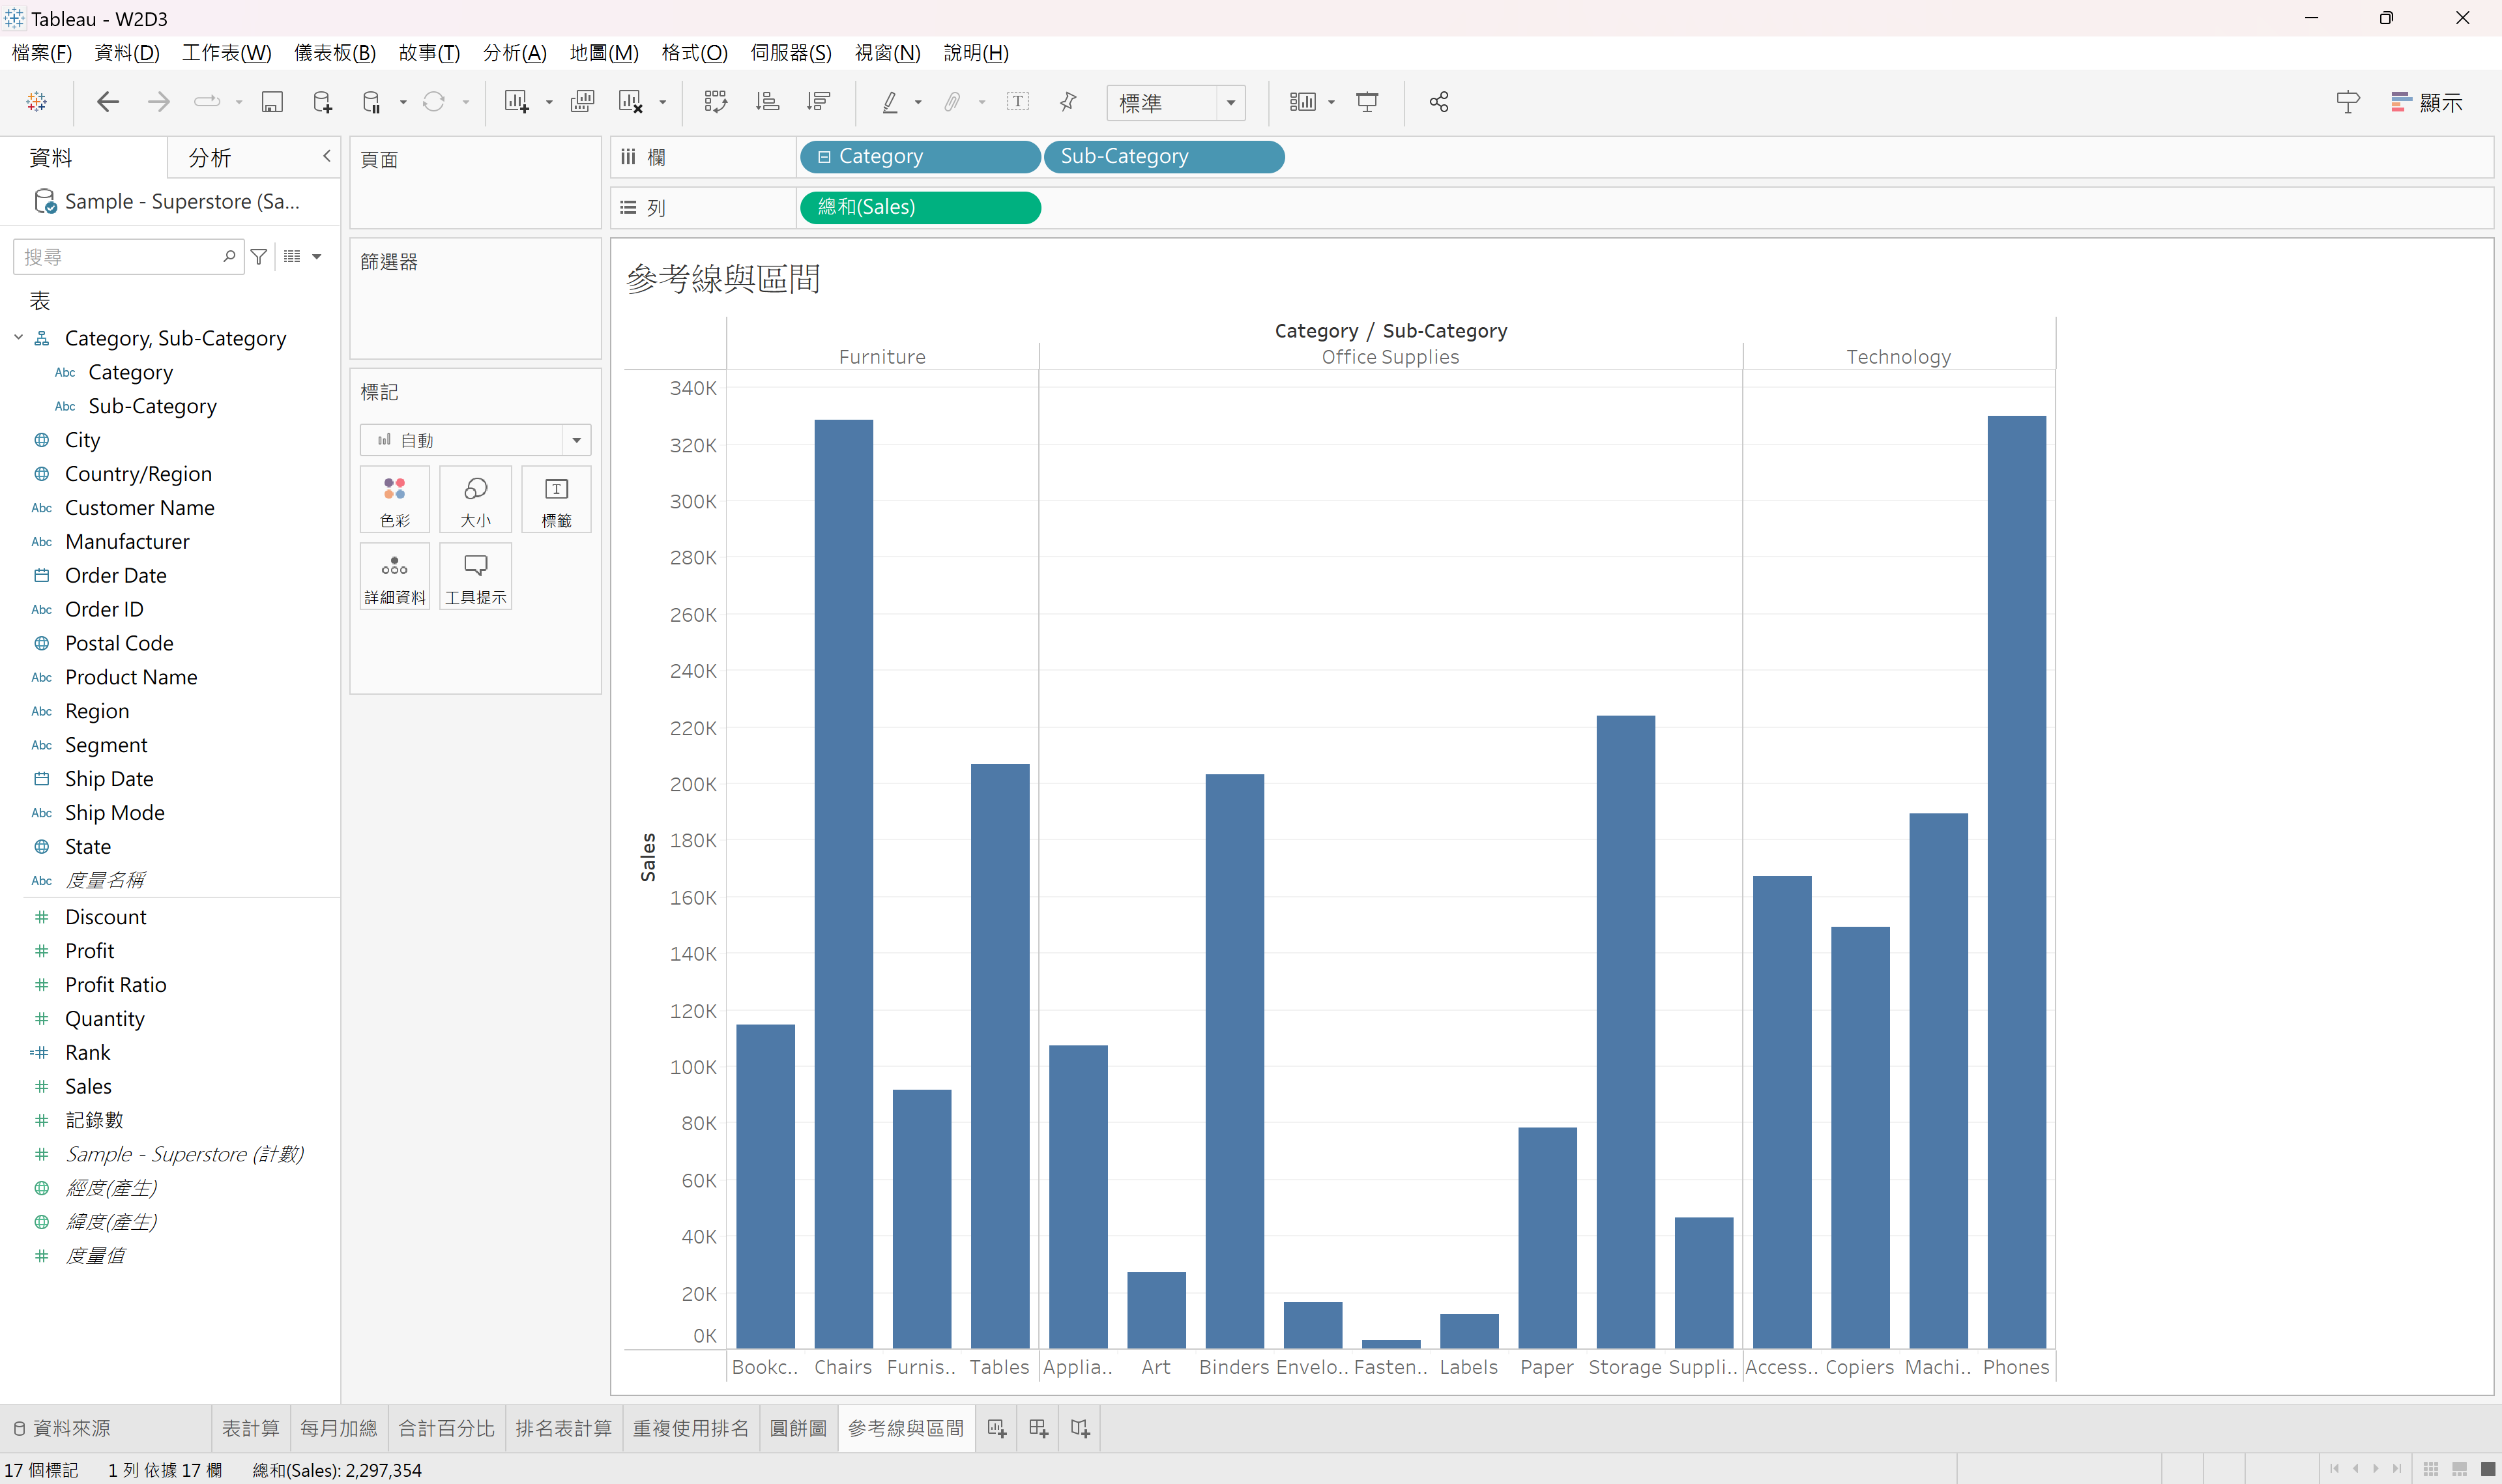 Tableau - W2D3
檔案(F) 資料(D) 工作表(W) 儀表板(B) 故事(T) 分析(A) 地圖(M) 格式(O) 伺服器(S) 視窗(N) 說明(H)
標準 顯示
資料 分析
Sample - Superstore (Sa...
搜尋
表
Category, Sub-Category
Abc Category
Abc Sub-Category
City
Country/Region
Abc Customer Name
Abc Manufacturer
Order Date
Abc Order ID
Postal Code
Abc Product Name
Abc Region
Abc Segment
Ship Date
Abc Ship Mode
State
Abc 度量名稱
# Discount
# Profit
# Profit Ratio
# Quantity
=# Rank
# Sales
# 記錄數
# Sample - Superstore (計數)
經度(產生)
緯度(產生)
# 度量值
頁面
篩選器
標記
自動
色彩 大小 標籤
詳細資料 工具提示
欄 Category Sub-Category
列 總和(Sales)
參考線與區間
Category / Sub-Category
Furniture Office Supplies Technology
340K
320K
300K
280K
260K
240K
220K
200K
180K
160K
140K
120K
100K
80K
60K
40K
20K
0K
Sales
Bookc.. Chairs Furnis.. Tables Applia.. Art Binders Envelo.. Fasten.. Labels Paper Storage Suppli.. Access.. Copiers Machi.. Phones
資料來源 表計算 每月加總 合計百分比 排名表計算 重複使用排名 圓餅圖 參考線與區間
17 個標記 1 列 依據 17 欄 總和(Sales): 2,297,354